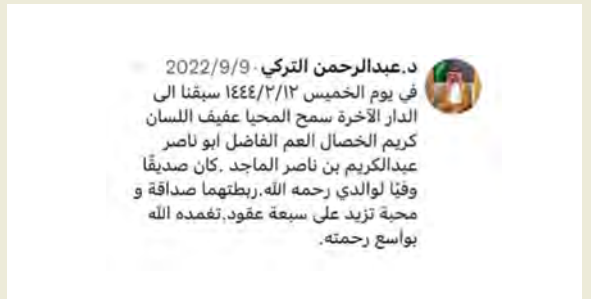 د.عبدالرحمن التركي · 2022/9/9
في يوم الخميس ١٤٤٤/٢/١٢ سبقنا الى
الدار الآخرة سمح المحيا عفيف اللسان
كريم الخصال العم الفاضل ابو ناصر
عبدالكريم بن ناصر الماجد .كان صديقًا
وفيًا لوالدي رحمه الله.ربطتهما صداقة و
محبة تزيد على سبعة عقود.تغمده الله
بواسع رحمته.